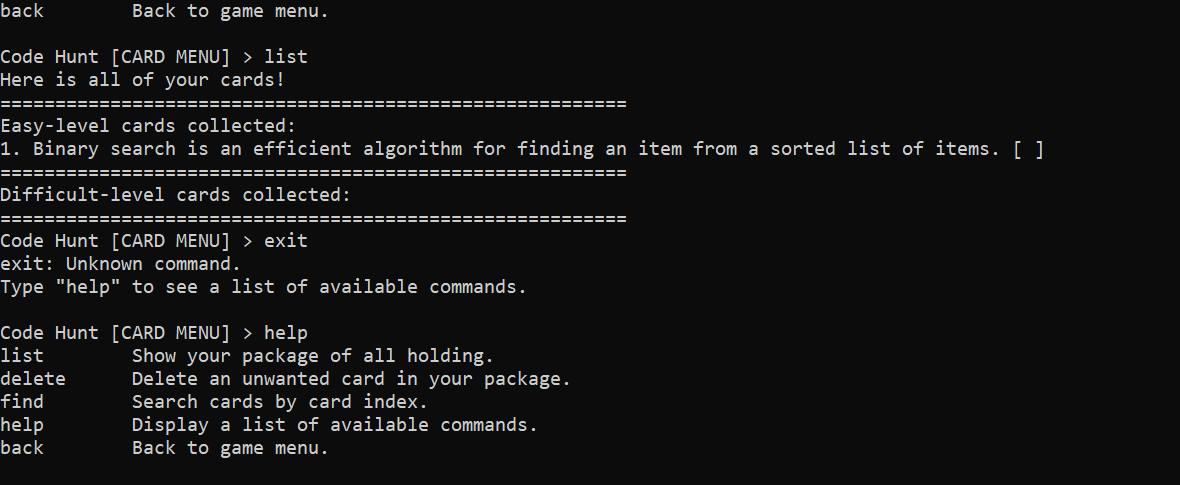 back        Back to game menu.
Code Hunt [CARD MENU] > list
Here is all of your cards!
=========================================================
Easy-level cards collected:
1. Binary search is an efficient algorithm for finding an item from a sorted list of items. [ ]
=========================================================
Difficult-level cards collected:
=========================================================
Code Hunt [CARD MENU] > exit
exit: Unknown command.
Type "help" to see a list of available commands.
Code Hunt [CARD MENU] > help
list        Show your package of all holding.
delete      Delete an unwanted card in your package.
find        Search cards by card index.
help        Display a list of available commands.
back        Back to game menu.